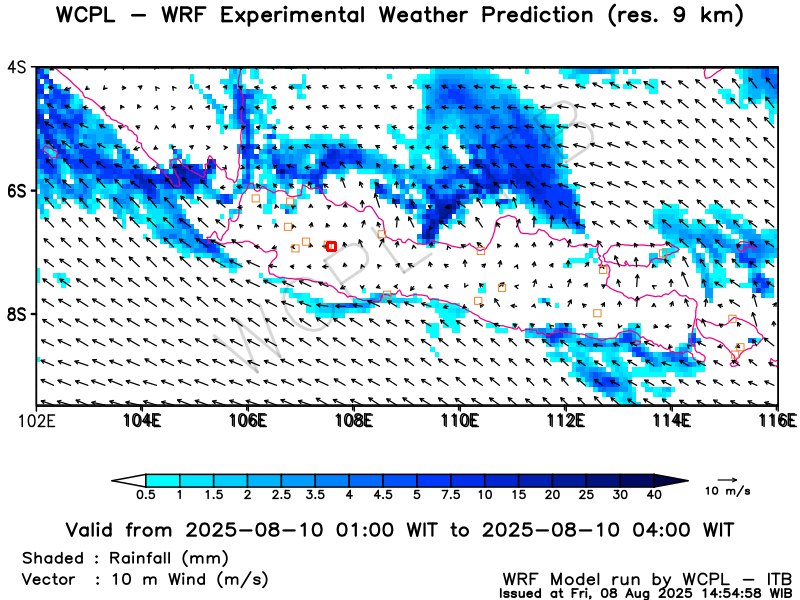 WCPL – WRF Experimental Weather Prediction (res. 9 km)
4S
6S
8S
102E 104E 106E 108E 110E 112E 114E 116E
WCPL ITB
0.5 1 1.5 2 2.5 3.5 4 4.5 5 7.5 10 15 20 25 30 40
10 m/s
Valid from 2025-08-10 01:00 WIT to 2025-08-10 04:00 WIT
Shaded : Rainfall (mm)
Vector : 10 m Wind (m/s)
WRF Model run by WCPL – ITB
Issued at Fri, 08 Aug 2025 14:54:58 WIB